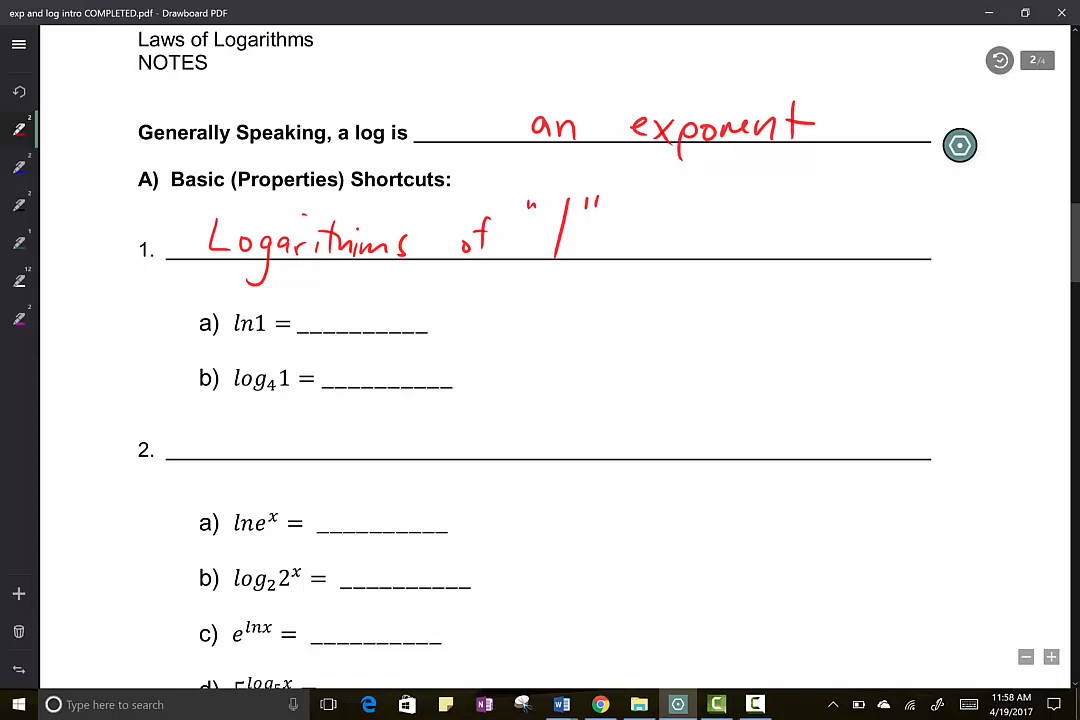 exp and log intro COMPLETED.pdf - Drawboard PDF
Laws of Logarithms
NOTES
2/4
Generally Speaking, a log is an exponent
A) Basic (Properties) Shortcuts:
1. Logarithims of "1"
a) ln1 = __________
b) log₄1 = __________
2.
a) lneˣ = __________
b) log₂2ˣ = __________
c) e^lnx = __________
Type here to search
11:58 AM
4/19/2017